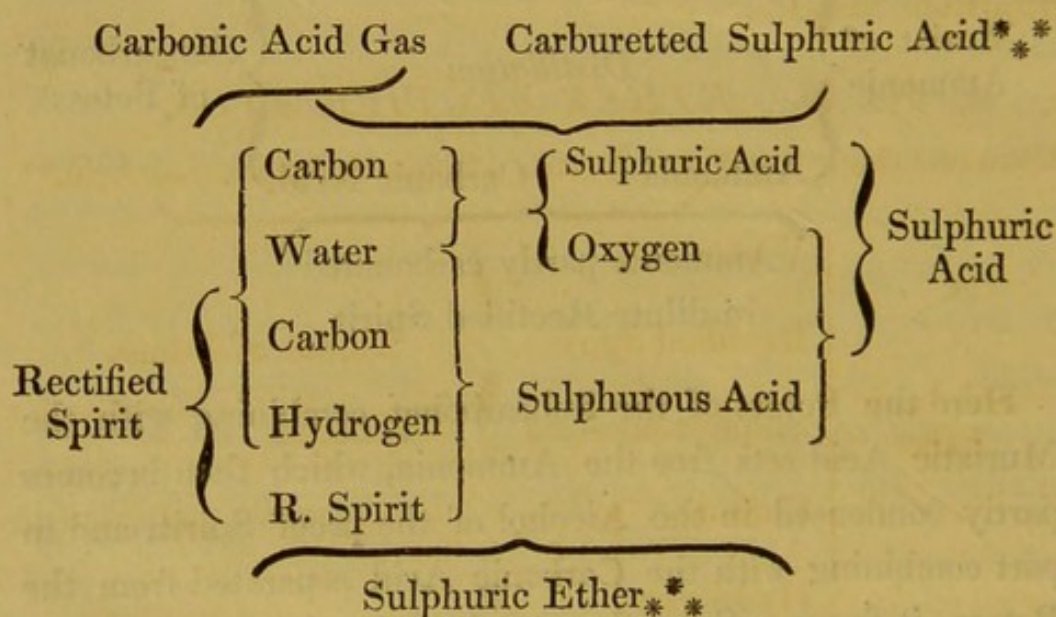 Carbonic Acid Gas Carburetted Sulphuric Acid*⁎*
Carbon Sulphuric Acid
Water Oxygen Sulphuric
Acid
Carbon
Rectified
Spirit Sulphurous Acid
Hydrogen
R. Spirit
Sulphuric Ether⁎*⁎